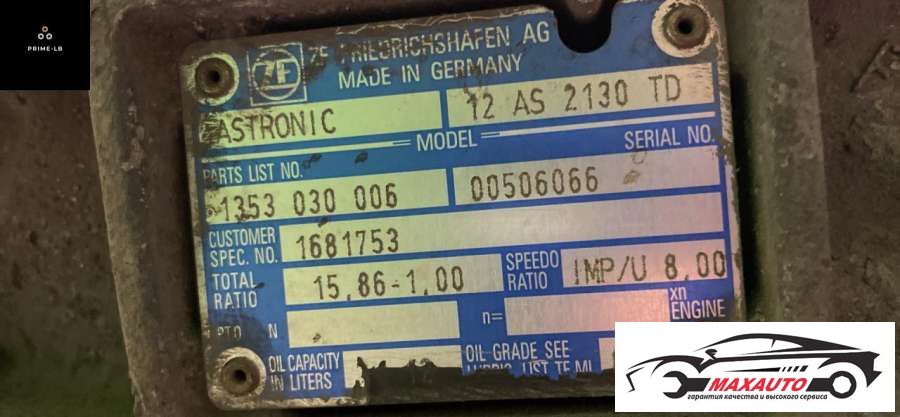 PRIME-LB
ZF FRIEDRICHSHAFEN AG
MADE IN GERMANY
ASTRONIC 12 AS 2130 TD
MODEL
PARTS LIST NO. SERIAL NO.
1353 030 006 00506066
CUSTOMER SPEC. NO. 1681753
TOTAL RATIO 15,86-1,00 SPEEDO RATIO IMP/U 8,00
N n= xn ENGINE
OIL CAPACITY IN LITERS OIL GRADE SEE
MAXAUTO
гарантия качества и высокого сервиса